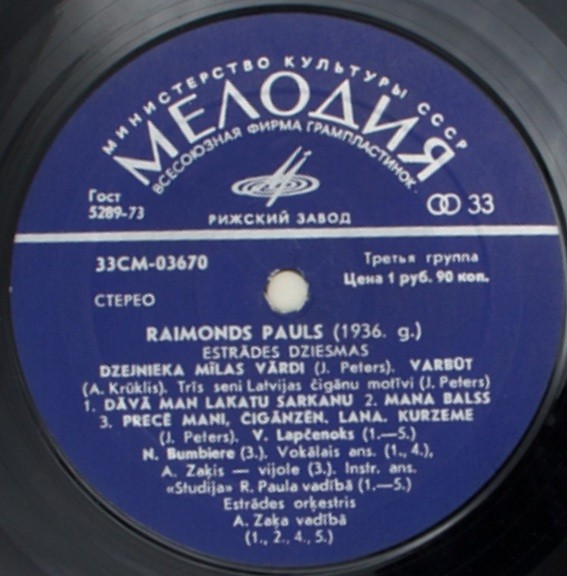 МИНИСТЕРСТВО КУЛЬТУРЫ СССР
МЕЛОДИЯ
ВСЕСОЮЗНАЯ ФИРМА ГРАМПЛАСТИНОК
Гост
5289-73
33
РИЖСКИЙ ЗАВОД
33СМ-03670
Третья группа
Цена 1 руб. 90 коп.
СТЕРЕО
RAIMONDS PAULS (1936. g.)
ESTRĀDES DZIESMAS
DZEJNIEKA MĪLAS VĀRDI (J. Peters). VARBŪT
(A. Krūklis). Trīs seni Latvijas čigānu motīvi (J. Peters)
1. DĀVĀ MAN LAKATU SARKANU 2. MANA BALSS
3. PRECĒ MANI, ČIGĀNZĒN. LANA. KURZEME
(J. Peters). V. Lapčenoks (1.—5.)
N. Bumbiere (3.). Vokālais ans. (1., 4.),
A. Zaķis — vijole (3.). Instr. ans.
«Studija» R. Paula vadībā (1.—5.)
Estrādes orķestris
A. Zaķa vadībā
(1., 2., 4., 5.)